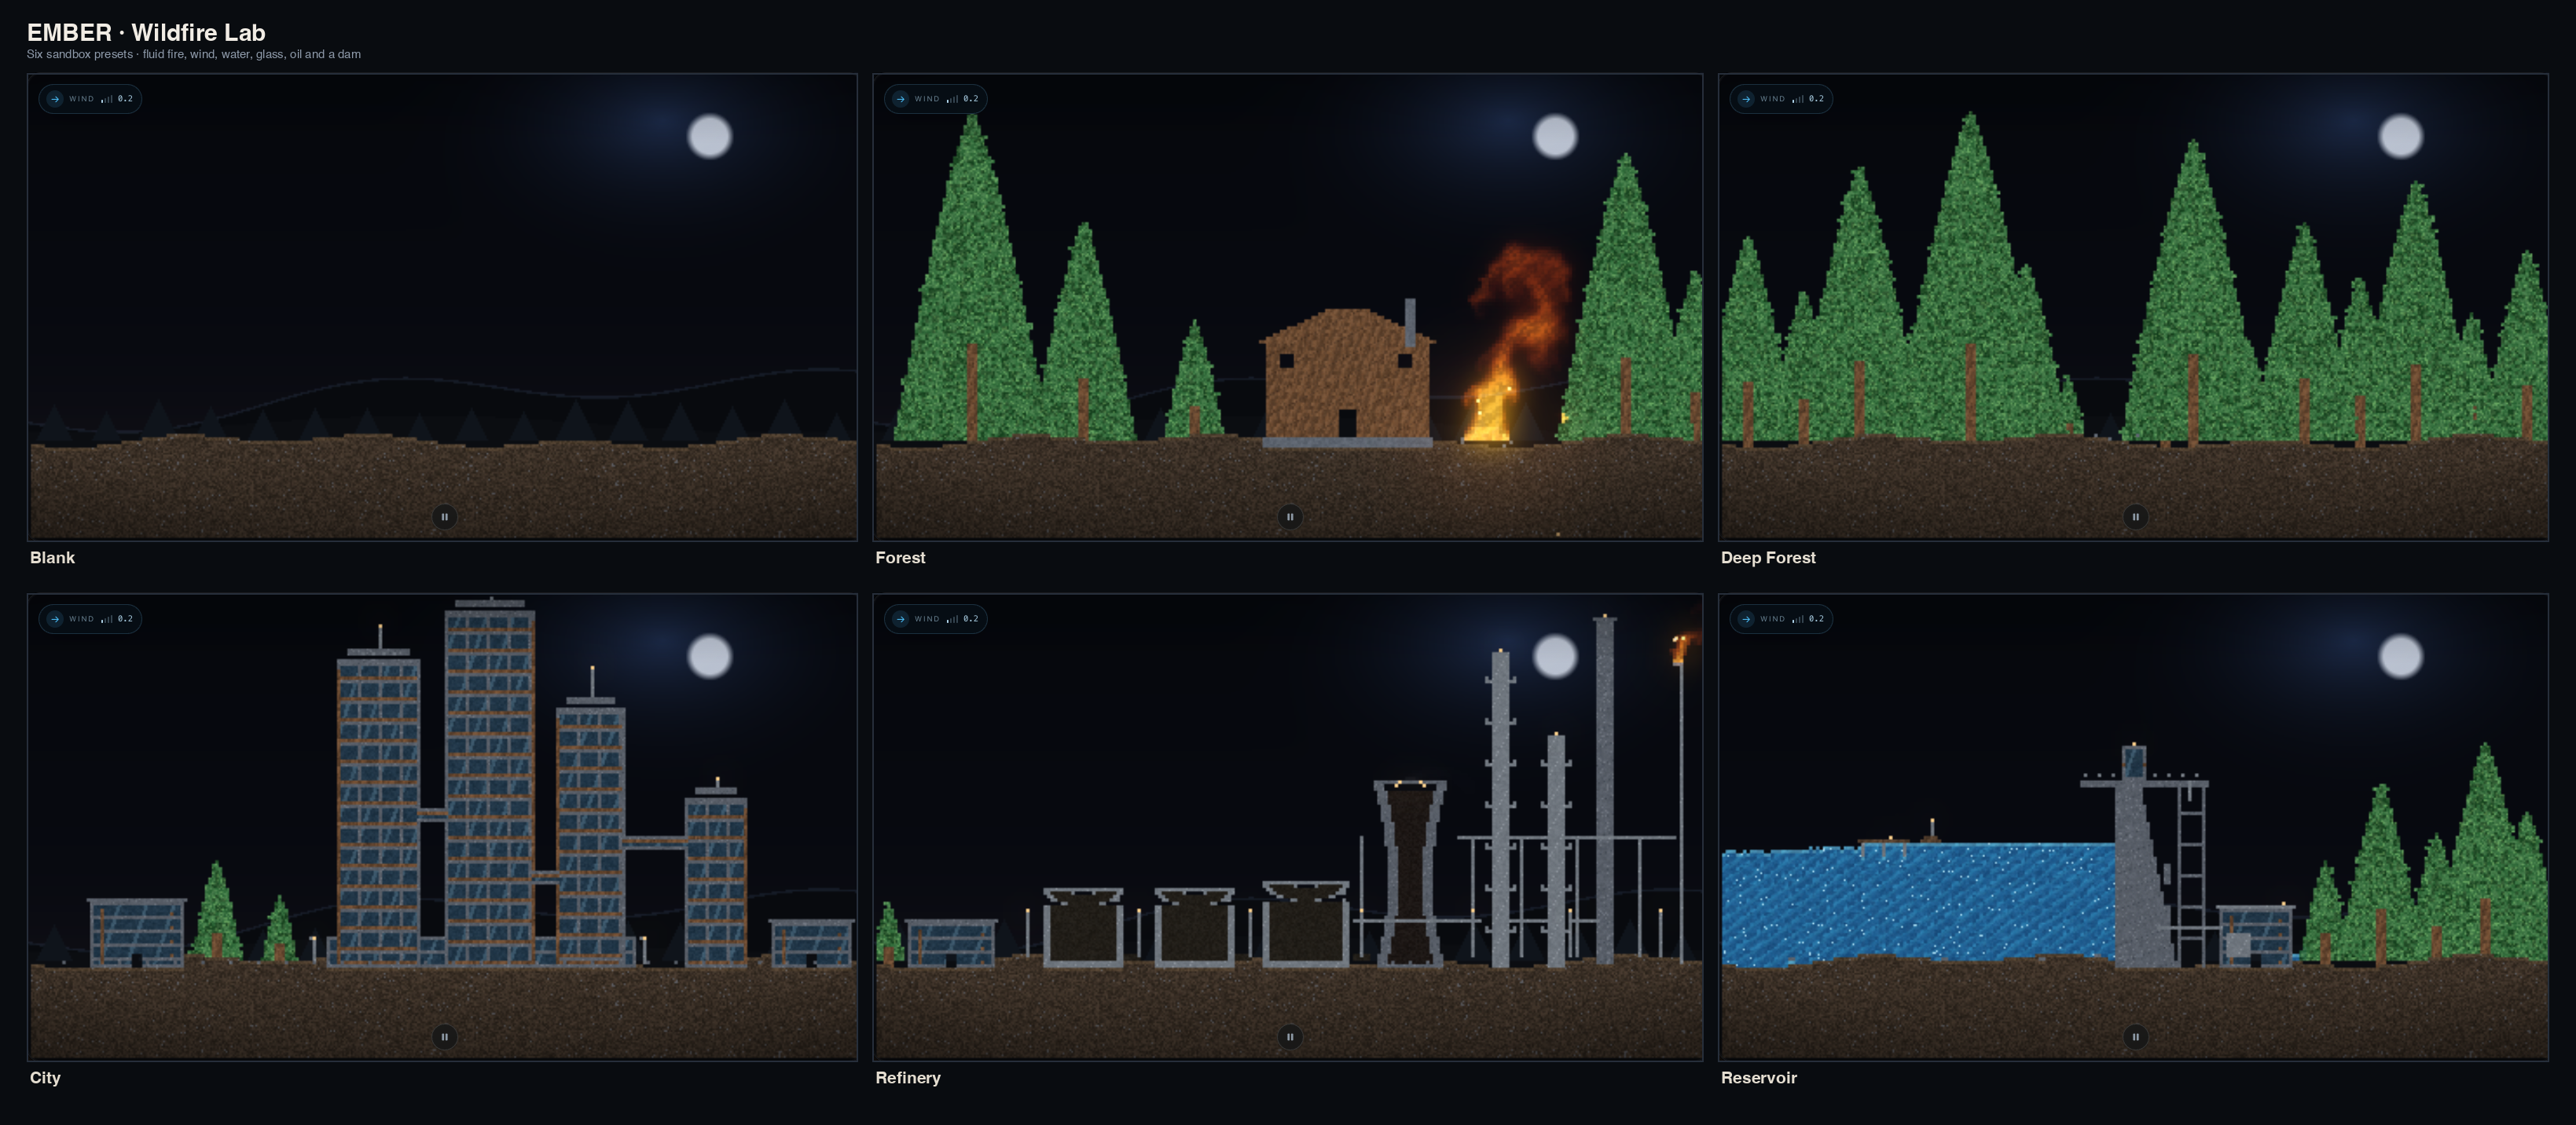 EMBER · Wildfire Lab
Six sandbox presets · fluid fire, wind, water, glass, oil and a dam
WIND 0.2
WIND 0.2
WIND 0.2
Blank
Forest
Deep Forest
WIND 0.2
WIND 0.2
WIND 0.2
City
Refinery
Reservoir